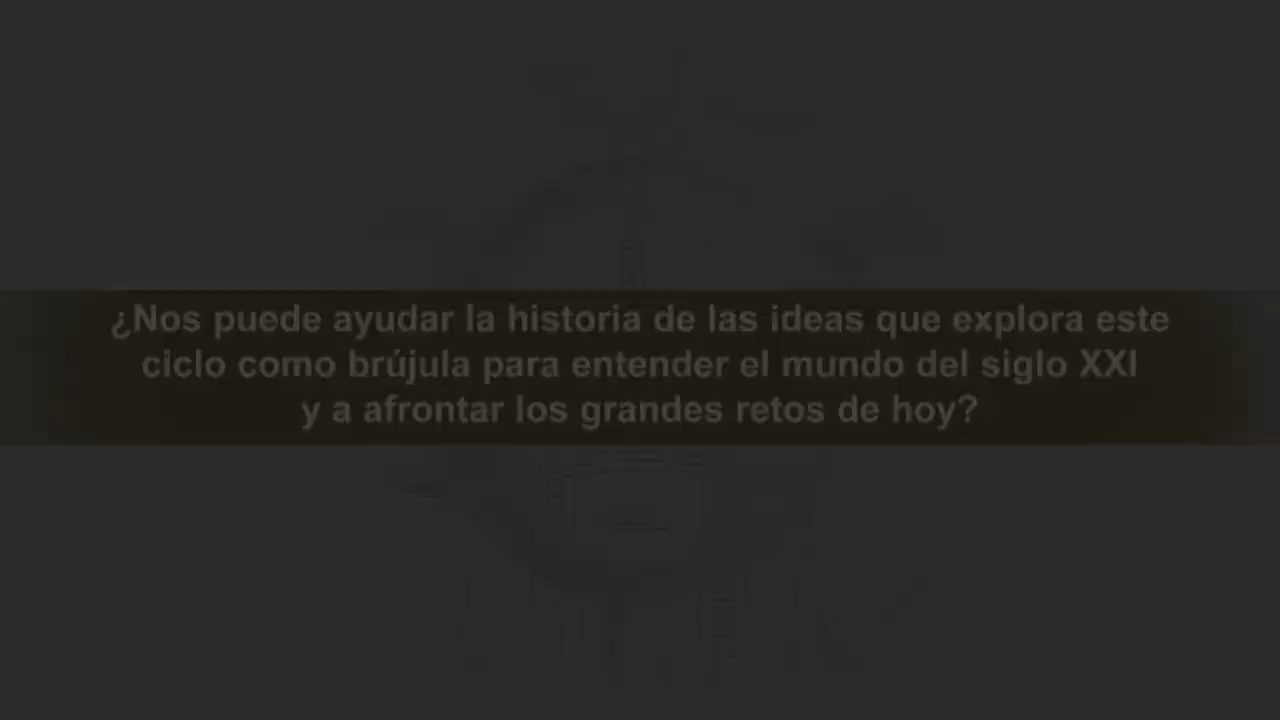 ¿Nos puede ayudar la historia de las ideas que explora este
ciclo como brújula para entender el mundo del siglo XXI
y a afrontar los grandes retos de hoy?